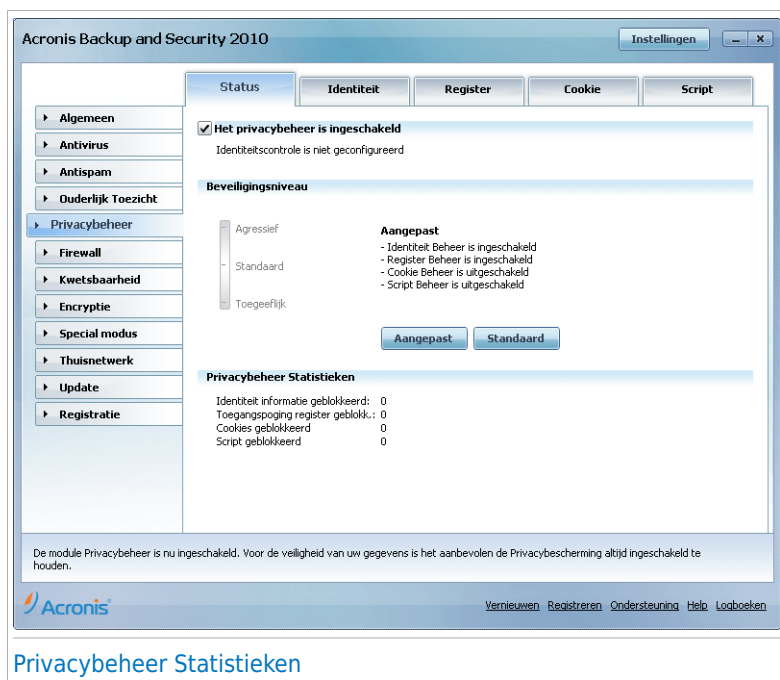 Acronis Backup and Security 2010
Instellingen
Status
Identiteit
Register
Cookie
Script
Algemeen
Antivirus
Antispam
Ouderlijk Toezicht
Privacybeheer
Firewall
Kwetsbaarheid
Encryptie
Special modus
Thuisnetwerk
Update
Registratie
Het privacybeheer is ingeschakeld
Identiteitscontrole is niet geconfigureerd
Beveiligingsniveau
Agressief
Standaard
Toegeeflijk
Aangepast
- Identiteit Beheer is ingeschakeld
- Register Beheer is ingeschakeld
- Cookie Beheer is uitgeschakeld
- Script Beheer is uitgeschakeld
Aangepast
Standaard
Privacybeheer Statistieken
Identiteit informatie geblokkeerd: 0
Toegangspoging register geblokk.: 0
Cookies geblokkeerd 0
Script geblokkeerd 0
De module Privacybeheer is nu ingeschakeld. Voor de veiligheid van uw gegevens is het aanbevolen de Privacybescherming altijd ingeschakeld te
houden.
Acronis
Vernieuwen Registreren Ondersteuning Help Logboeken
Privacybeheer Statistieken